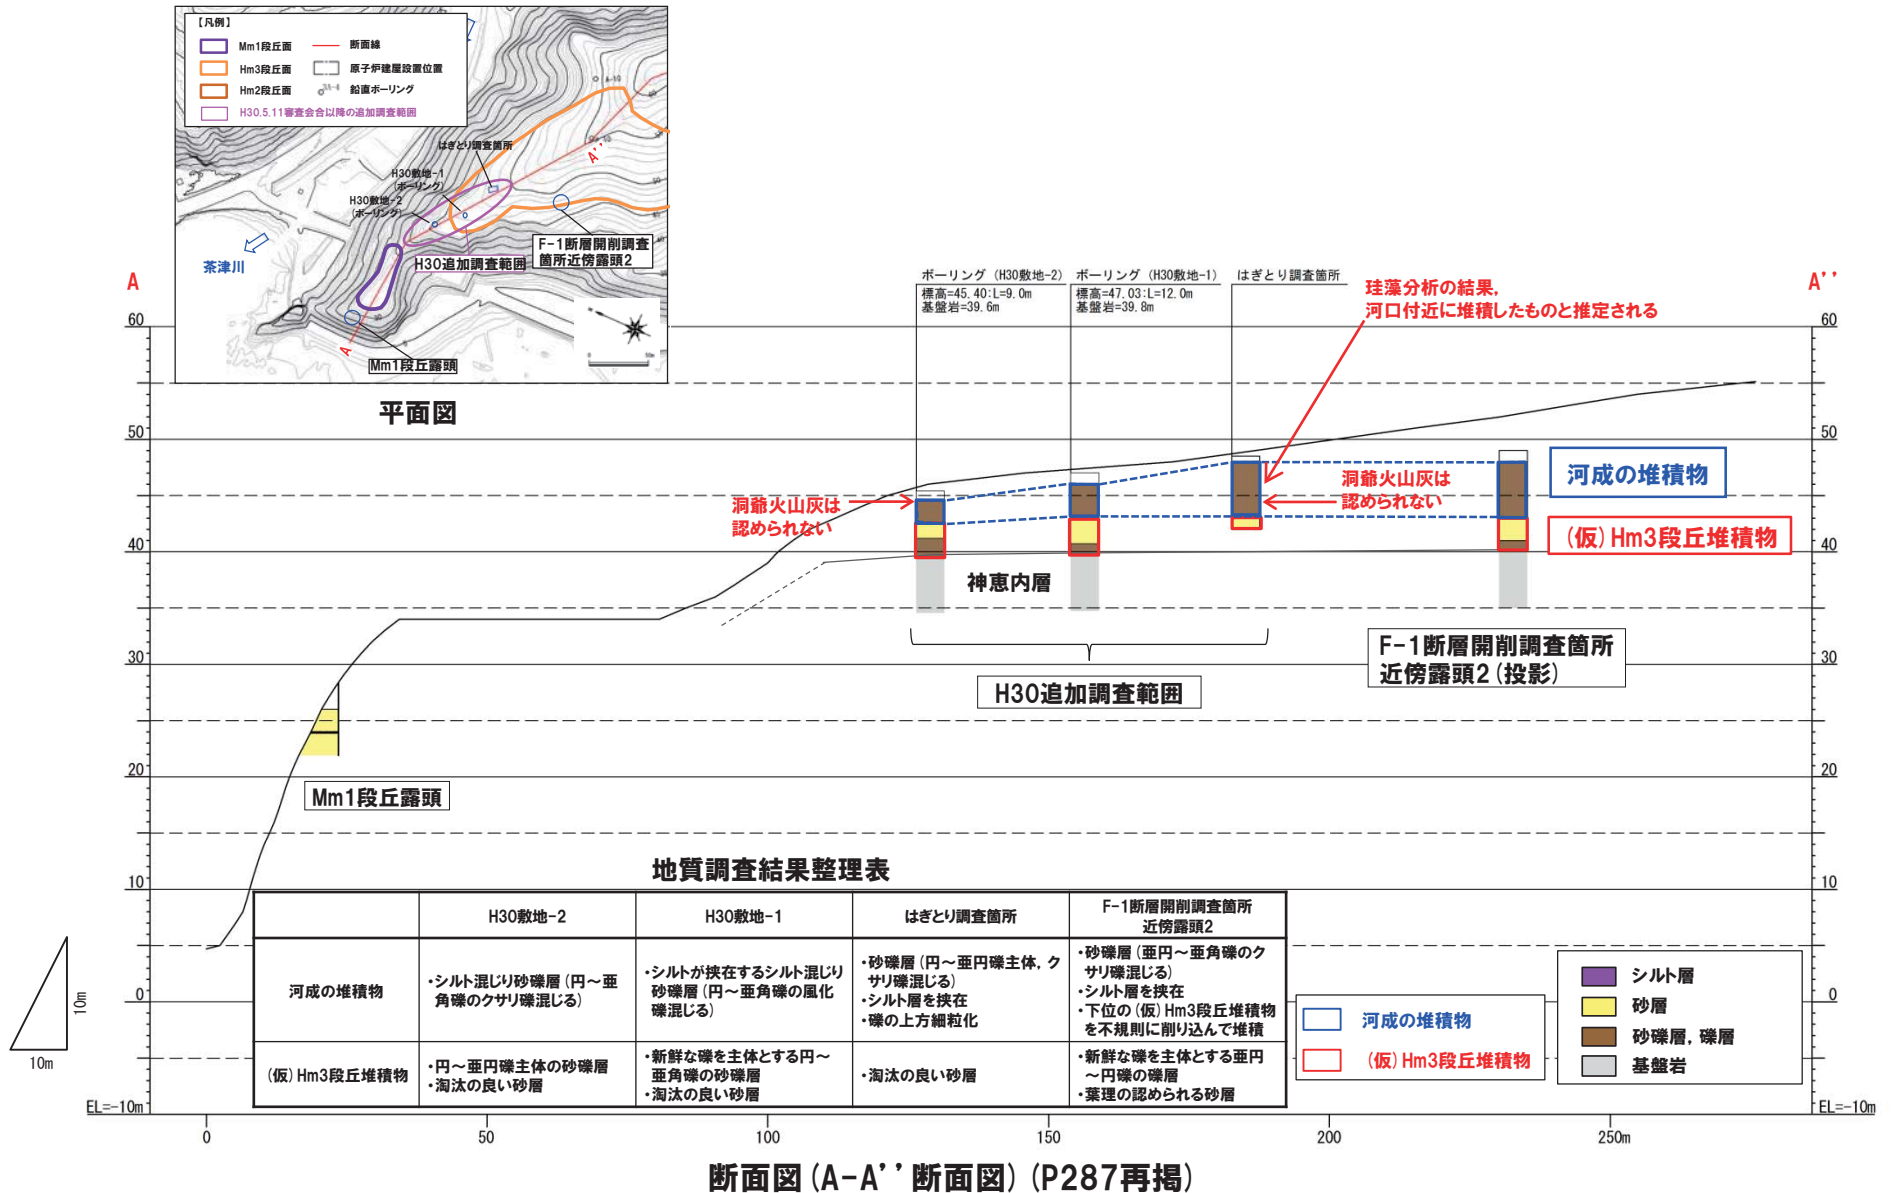 【凡例】
Mm1段丘面
断面線
Hm3段丘面
原子炉建屋設置位置
Hm2段丘面
鉛直ボーリング
H30.5.11審査会合以降の追加調査範囲
A-10
はぎとり調査箇所
A''
H30敷地-1
(ボーリング)
H30敷地-2
(ボーリング)
F-1断層開削調査
箇所近傍露頭2
茶津川
H30追加調査範囲
A
Mm1段丘露頭
0
50m
平面図
A
A''
ボーリング (H30敷地-2)
標高=45.40:L=9.0m
基盤岩=39.6m
ボーリング (H30敷地-1)
標高=47.03:L=12.0m
基盤岩=39.8m
はぎとり調査箇所
珪藻分析の結果,
河口付近に堆積したものと推定される
60
60
50
50
40
40
30
30
20
20
10
10
0
0
EL=-10m
EL=-10m
洞爺火山灰は
認められない
洞爺火山灰は
認められない
河成の堆積物
(仮)Hm3段丘堆積物
神恵内層
H30追加調査範囲
F-1断層開削調査箇所
近傍露頭2(投影)
Mm1段丘露頭
地質調査結果整理表
H30敷地-2
H30敷地-1
はぎとり調査箇所
F-1断層開削調査箇所
近傍露頭2
河成の堆積物
・シルト混じり砂礫層(円~亜
角礫のクサリ礫混じる)
・シルトが挟在するシルト混じり
砂礫層(円~亜角礫の風化
礫混じる)
・砂礫層(円~亜円礫主体, ク
サリ礫混じる)
・シルト層を挟在
・礫の上方細粒化
・砂礫層(亜円~亜角礫のク
サリ礫混じる)
・シルト層を挟在
・下位の(仮)Hm3段丘堆積物
を不規則に削り込んで堆積
(仮)Hm3段丘堆積物
・円~亜円礫主体の砂礫層
・淘汰の良い砂層
・新鮮な礫を主体とする円~
亜角礫の砂礫層
・淘汰の良い砂層
・淘汰の良い砂層
・新鮮な礫を主体とする亜円
~円礫の礫層
・葉理の認められる砂層
河成の堆積物
(仮)Hm3段丘堆積物
シルト層
砂層
砂礫層, 礫層
基盤岩
10m
10m
0
50
100
150
200
250m
断面図(A-A''断面図)(P287再掲)